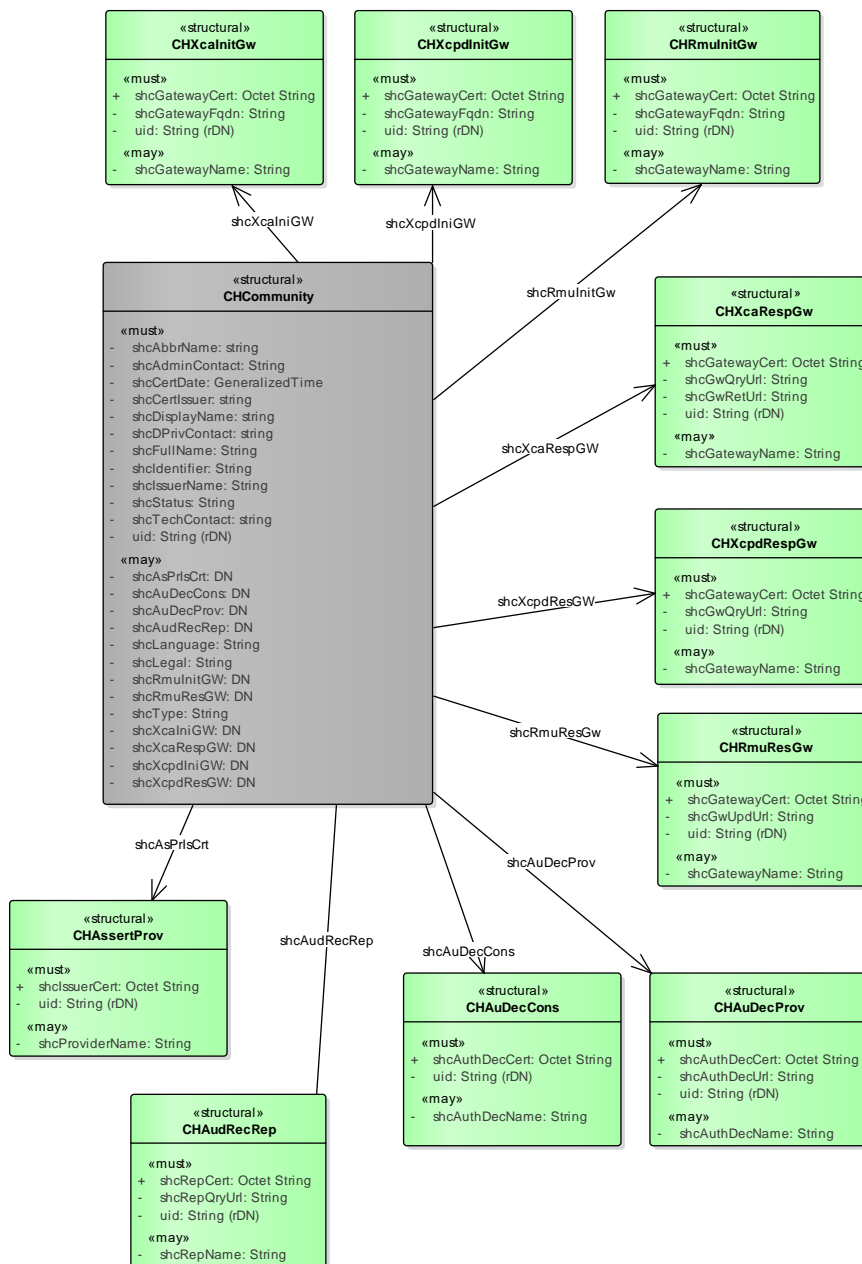 «structural»
CHXcaInitGw
«must»
+ shcGatewayCert: Octet String
- shcGatewayFqdn: String
- uid: String (rDN)
«may»
- shcGatewayName: String
«structural»
CHXcpdInitGw
«must»
+ shcGatewayCert: Octet String
- shcGatewayFqdn: String
- uid: String (rDN)
«may»
- shcGatewayName: String
«structural»
CHRmuInitGw
«must»
+ shcGatewayCert: Octet String
- shcGatewayFqdn: String
- uid: String (rDN)
«may»
- shcGatewayName: String
shcXcaIniGW
shcXcpdIniGW
shcRmuInitGw
«structural»
CHCommunity
«must»
- shcAbbrName: string
- shcAdminContact: String
- shcCertDate: GeneralizedTime
- shcCertIssuer: string
- shcDisplayName: string
- shcDPrivContact: string
- shcFullName: String
- shcIdentifier: String
- shcIssuerName: String
- shcStatus: String
- shcTechContact: string
- uid: String (rDN)
«may»
- shcAsPrIsCrt: DN
- shcAuDecCons: DN
- shcAuDecProv: DN
- shcAudRecRep: DN
- shcLanguage: String
- shcLegal: String
- shcRmuInitGW: DN
- shcRmuResGW: DN
- shcType: String
- shcXcaIniGW: DN
- shcXcaRespGW: DN
- shcXcpdIniGW: DN
- shcXcpdResGW: DN
«structural»
CHXcaRespGw
«must»
+ shcGatewayCert: Octet String
- shcGwQryUrl: String
- shcGwRetUrl: String
- uid: String (rDN)
«may»
- shcGatewayName: String
shcXcaRespGW
«structural»
CHXcpdRespGw
«must»
+ shcGatewayCert: Octet String
- shcGwQryUrl: String
- uid: String (rDN)
«may»
- shcGatewayName: String
shcXcpdResGW
shcRmuResGw
«structural»
CHRmuResGw
«must»
+ shcGatewayCert: Octet String
- shcGwUpdUrl: String
- uid: String (rDN)
«may»
- shcGatewayName: String
shcAsPrIsCrt
shcAuDecProv
shcAudRecRep
shcAuDecCons
«structural»
CHAssertProv
«must»
+ shcIssuerCert: Octet String
- uid: String (rDN)
«may»
- shcProviderName: String
«structural»
CHAuDecCons
«must»
+ shcAuthDecCert: Octet String
- uid: String (rDN)
«may»
- shcAuthDecName: String
«structural»
CHAuDecProv
«must»
+ shcAuthDecCert: Octet String
- shcAuthDecUrl: String
- uid: String (rDN)
«may»
- shcAuthDecName: String
«structural»
CHAudRecRep
«must»
+ shcRepCert: Octet String
- shcRepQryUrl: String
- uid: String (rDN)
«may»
- shcRepName: String